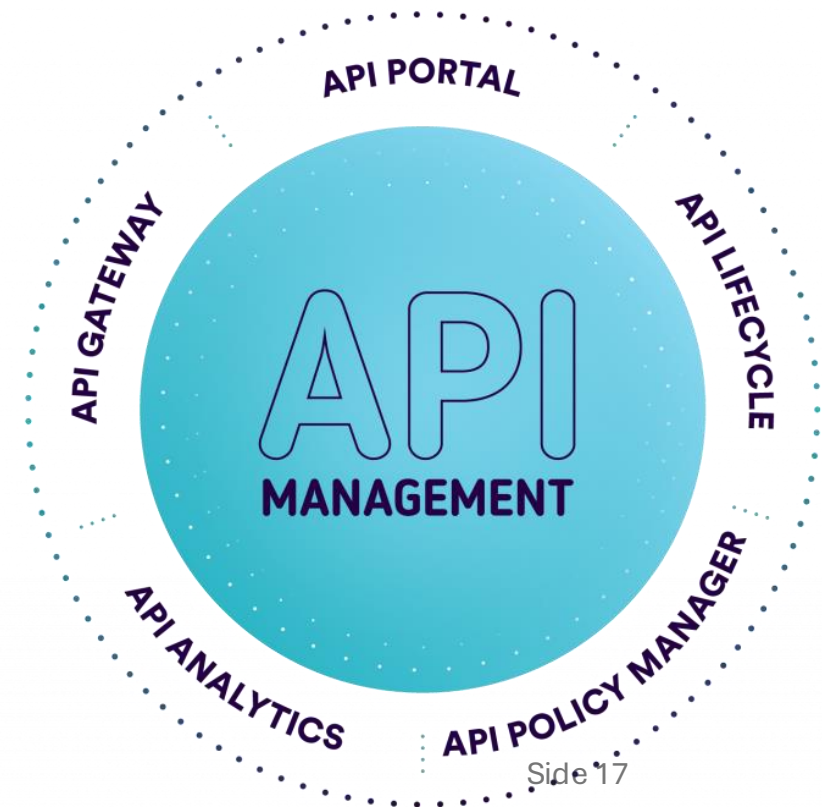 API PORTAL
API LIFECYCLE
API POLICY MANAGER
API ANALYTICS
API GATEWAY
API
MANAGEMENT
Side 17